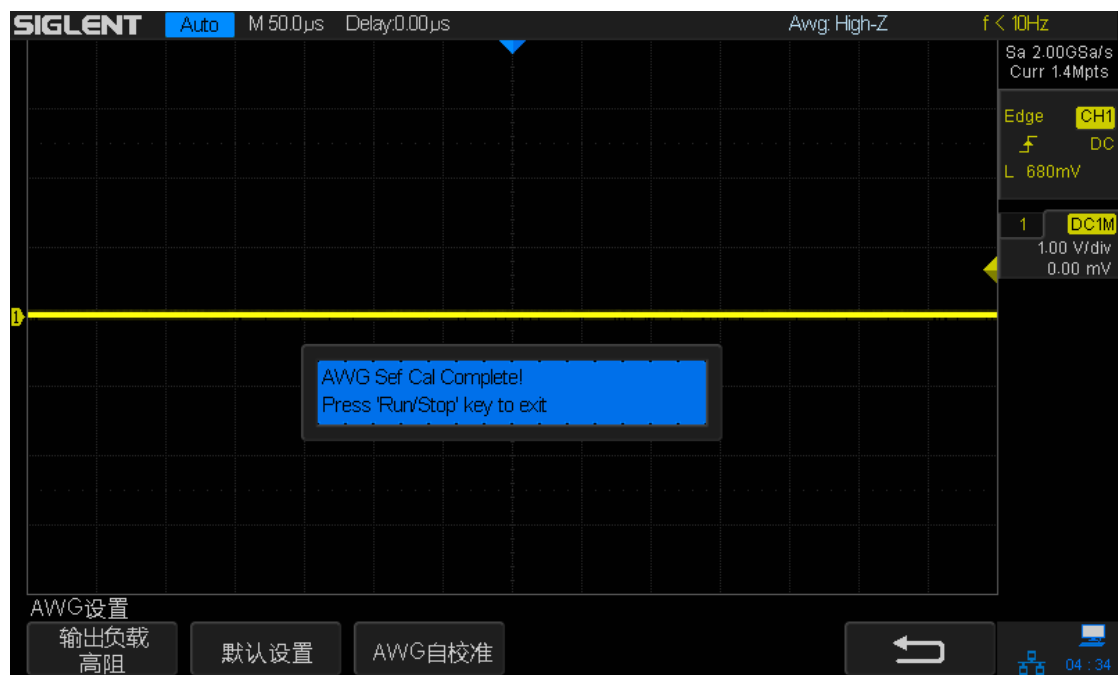 SIGLENT Auto M 50.0µs Delay:0.00µs Awg: High-Z f < 10Hz
Sa 2.00GSa/s
Curr 1.4Mpts
Edge CH1
DC
L 680mV
1 DC1M
1.00 V/div
0.00 mV
1
AWG Sef Cal Complete!
Press 'Run/Stop' key to exit
AWG设置
输出负载
高阻
默认设置
AWG自校准
04 : 34